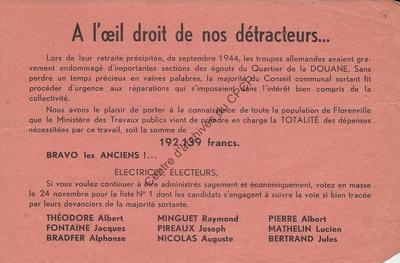 A l'œil droit de nos détracteurs...
Lors de leur retraite précipitée, de septembre 1944, les troupes allemandes avaient gra-
vement endommagé d'importantes sections des égouts du Quartier de la DOUANE. Sans
perdre un temps précieux en vaines palabres, la majorité du Conseil communal sortant fit
procéder d'urgence aux réparations qui s'imposaient dans l'intérêt bien compris de la
collectivité.
Nous avons le plaisir de porter à la connaissance de toute la population de Florenville
que le Ministère des Travaux publics vient de prendre en charge la TOTALITÉ des dépenses
nécessitées par ce travail, soit la somme de
192.139 francs.
BRAVO les ANCIENS !...
ÉLECTRICES, ÉLECTEURS,
Si vous voulez continuer à être administrés sagement et économiquement, votez en masse
le 24 novembre pour la liste N° 1 dont les candidats s'engagent à suivre la voie si bien tracée
par leurs devanciers de la majorité sortante.
THÉODORE Albert MINGUET Raymond PIERRE Albert
FONTAINE Jacques PIREAUX Joseph MATHELIN Lucien
BRADFER Alphonse NICOLAS Auguste BERTRAND Jules
Centre d'archives du CFCP